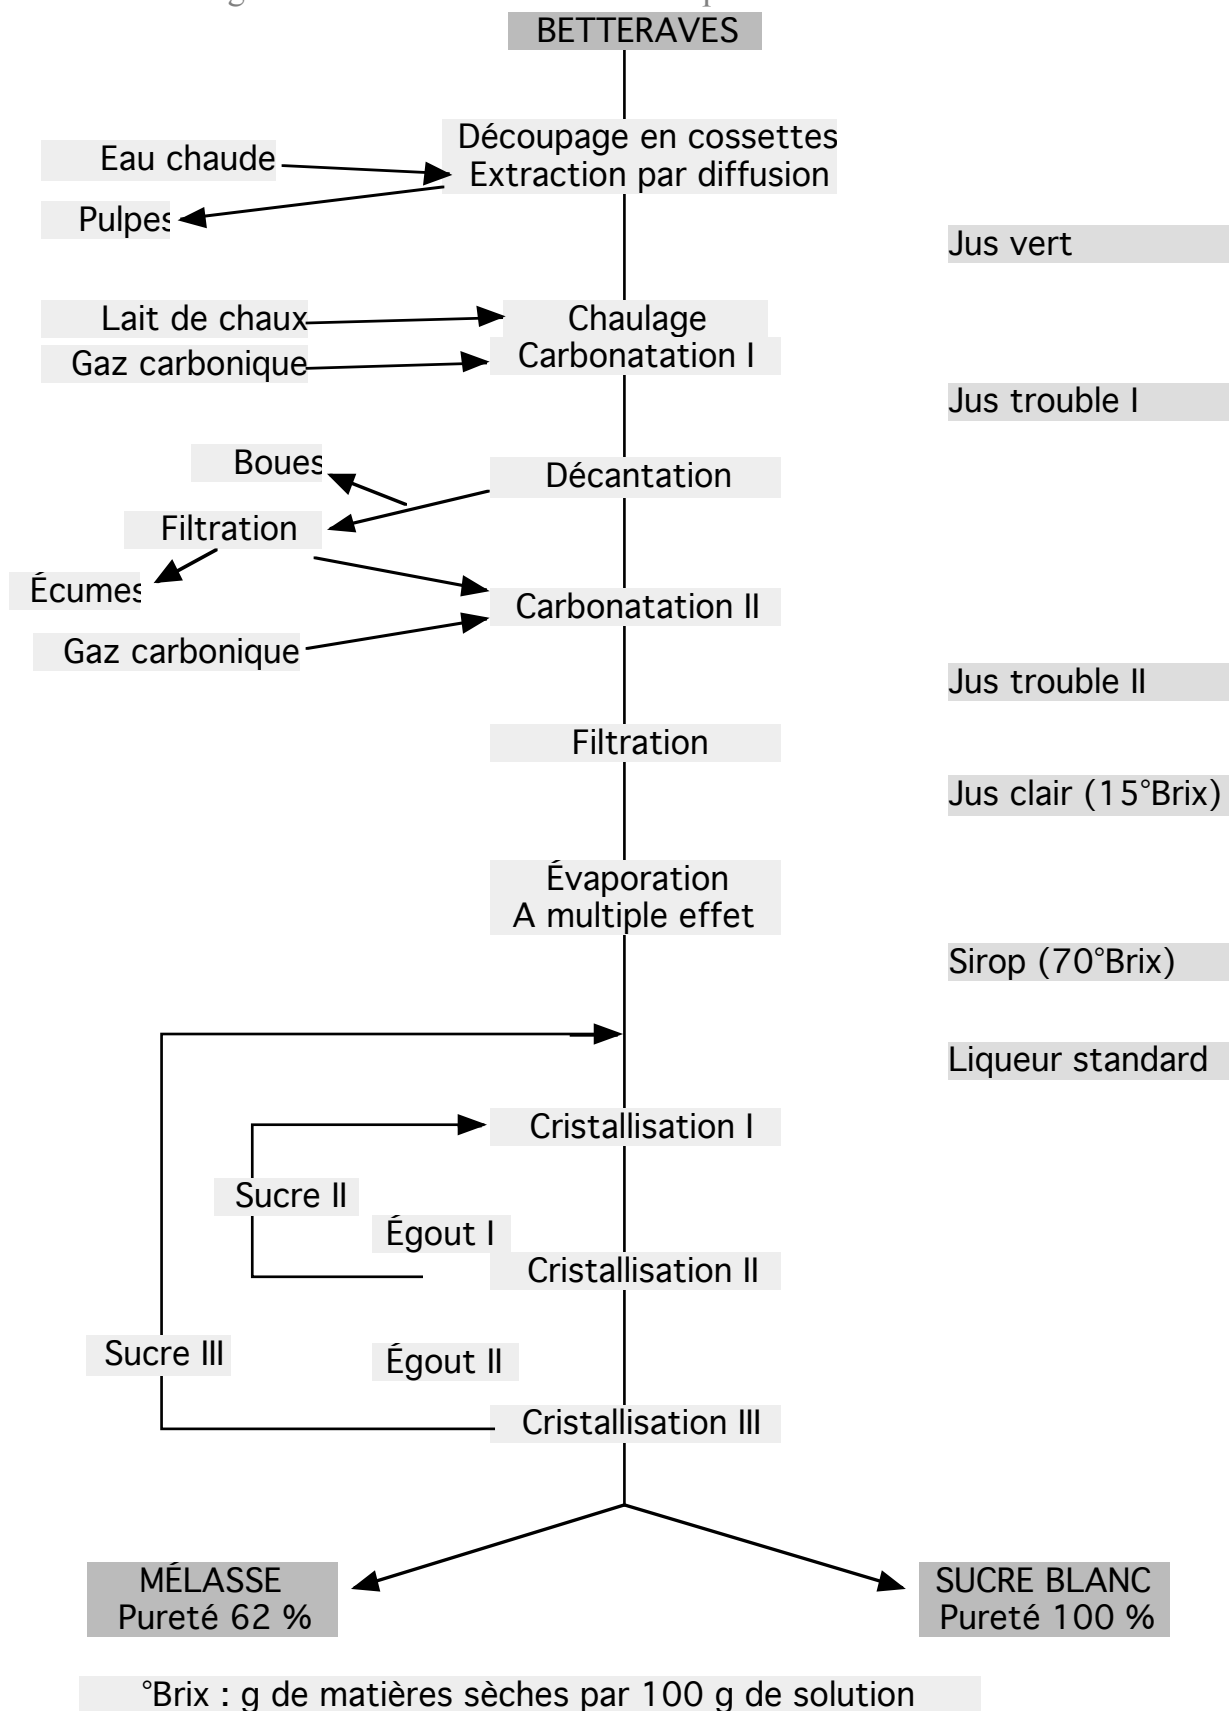 BETTERAVES
Découpage en cossettes
Eau chaude
Extraction par diffusion
Pulpes
Jus vert
Lait de chaux
Chaulage
Gaz carbonique
Carbonatation I
Jus trouble I
Boues
Décantation
Filtration
Écumes
Carbonatation II
Gaz carbonique
Jus trouble II
Filtration
Jus clair (15°Brix)
Évaporation
A multiple effet
Sirop (70°Brix)
Liqueur standard
Cristallisation I
Sucre II
Égout I
Cristallisation II
Sucre III
Égout II
Cristallisation III
MÉLASSE
Pureté 62 %
SUCRE BLANC
Pureté 100 %
°Brix : g de matières sèches par 100 g de solution